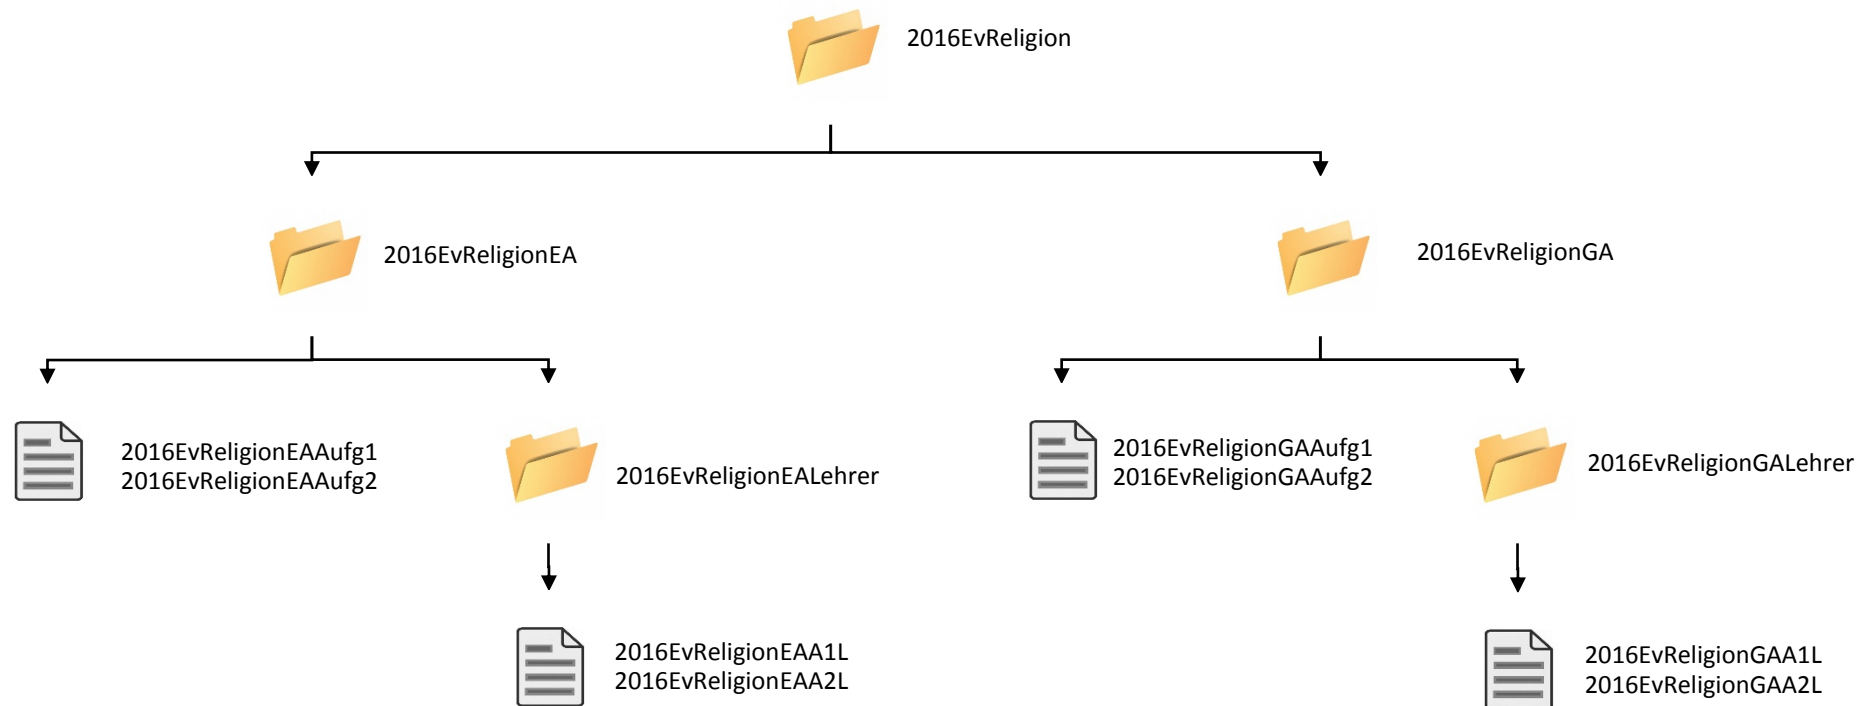 2016EvReligion
2016EvReligionEA
2016EvReligionGA
2016EvReligionEAAufg1
2016EvReligionEAAufg2
2016EvReligionEALehrer
2016EvReligionGAAufg1
2016EvReligionGAAufg2
2016EvReligionGALehrer
2016EvReligionEAA1L
2016EvReligionEAA2L
2016EvReligionGAA1L
2016EvReligionGAA2L